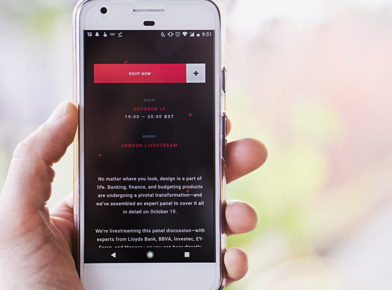 9:51
RSVP NOW +
WHEN
OCTOBER 19
19:00 — 20:00 BST
WHERE
LONDON LIVESTREAM
No matter where you look, design is a part of
life. Banking, finance, and budgeting products
are undergoing a pivotal transformation—and
we've assembled an expert panel to cover it all
in detail on October 19.
We're livestreaming this panel discussion—with
experts from Lloyds Bank, BBVA, Investec, EY-